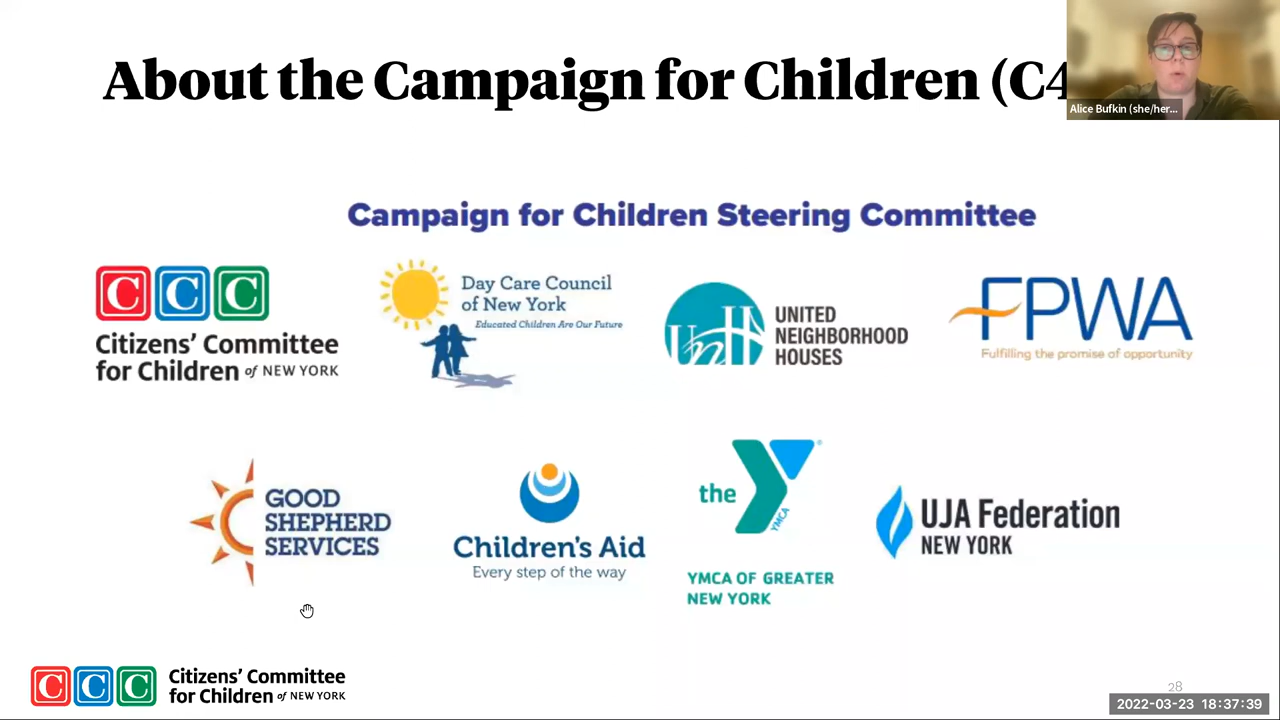 About the Campaign for Children (C4
Alice Bufkin (she/her...
Campaign for Children Steering Committee
CCC
Citizens' Committee
for Children of NEW YORK
Day Care Council
of New York
Educated Children Are Our Future
UNH
UNITED
NEIGHBORHOOD
HOUSES
FPWA
Fulfilling the promise of opportunity
GOOD
SHEPHERD
SERVICES
Children's Aid
Every step of the way
the Y
YMCA
YMCA OF GREATER
NEW YORK
UJA Federation
NEW YORK
CCC
Citizens' Committee
for Children of NEW YORK
28
2022-03-23 18:37:39